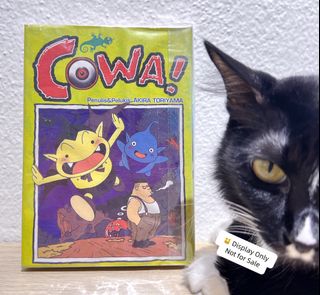 COWA!
Penulis&Pelukis: AKIRA TORIYAMA
😺 Display Only
Not for Sale